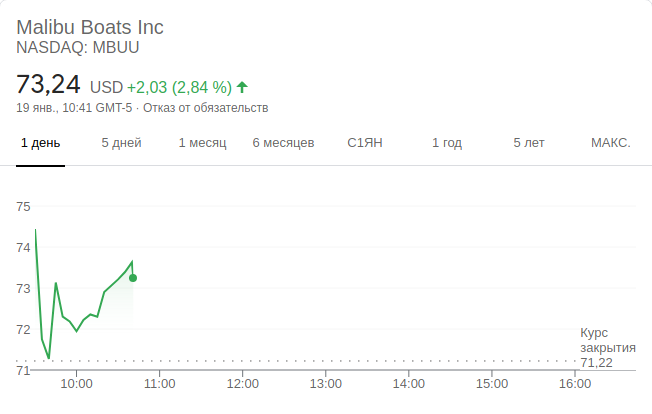 Malibu Boats Inc
NASDAQ: MBUU
73,24 USD +2,03 (2,84 %)
19 янв., 10:41 GMT-5 · Отказ от обязательств
1 день 5 дней 1 месяц 6 месяцев С1ЯН 1 год 5 лет МАКС.
75
74
73
72
71
Курс
закрытия
71,22
10:00 11:00 12:00 13:00 14:00 15:00 16:00